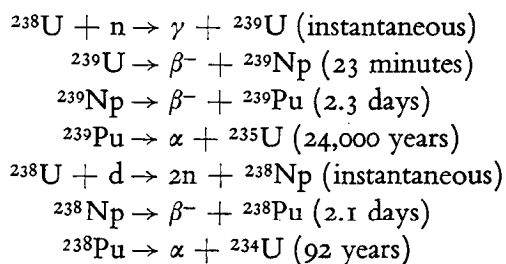 ²³⁸U + n → γ + ²³⁹U (instantaneous)
²³⁹U → β⁻ + ²³⁹Np (23 minutes)
²³⁹Np → β⁻ + ²³⁹Pu (2.3 days)
²³⁹Pu → α + ²³⁵U (24,000 years)
²³⁸U + d → 2n + ²³⁸Np (instantaneous)
²³⁸Np → β⁻ + ²³⁸Pu (2.1 days)
²³⁸Pu → α + ²³⁴U (92 years)